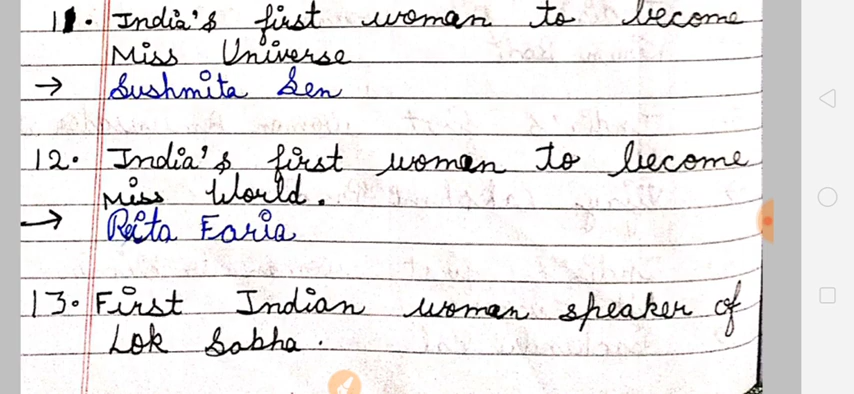 11. India's first woman to become
Miss Universe
→ Sushmita Sen
12. India's first woman to become
Miss World.
→ Reita Faria
13. First Indian woman speaker of
Lok Sabha.